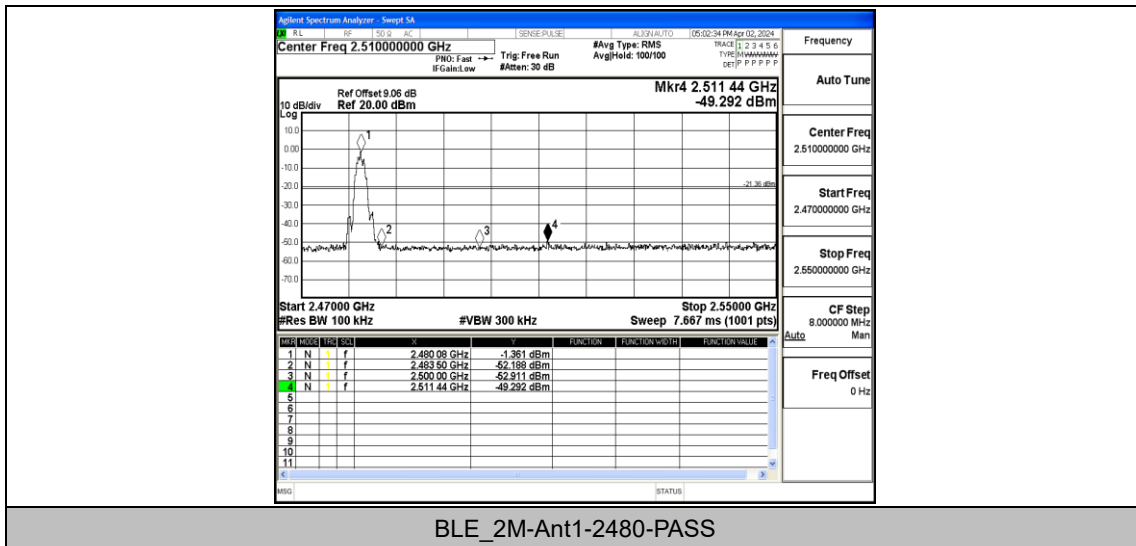 Agilent Spectrum Analyzer - Swept SA
RL RF 50 Ω AC SENSE:PULSE ALIGNAUTO 05:02:34 PM Apr 02, 2024
Center Freq 2.510000000 GHz
PNO: Fast
IFGain:Low
Trig: Free Run
#Atten: 30 dB
#Avg Type: RMS
Avg|Hold: 100/100
TRACE 1 2 3 4 5 6
TYPE MWWWWW
DET P P P P P P
Frequency
Auto Tune
Center Freq
2.510000000 GHz
Start Freq
2.470000000 GHz
Stop Freq
2.550000000 GHz
CF Step
8.000000 MHz
Auto Man
Freq Offset
0 Hz
Mkr4 2.511 44 GHz
-49.292 dBm
Ref Offset 9.06 dB
10 dB/div Ref 20.00 dBm
Log
10.0
0.00
-10.0
-20.0
-30.0
-40.0
-50.0
-60.0
-70.0
1
2
3
4
-21.36 dBm
Start 2.47000 GHz Stop 2.55000 GHz
#Res BW 100 kHz #VBW 300 kHz Sweep 7.667 ms (1001 pts)
MKR MODE TRC SCL X Y FUNCTION FUNCTION WIDTH FUNCTION VALUE
1 N 1 f 2.480 08 GHz -1.361 dBm
2 N 1 f 2.483 50 GHz -52.188 dBm
3 N 1 f 2.500 00 GHz -52.911 dBm
4 N 1 f 2.511 44 GHz -49.292 dBm
5
6
7
8
9
10
11
MSG STATUS
BLE_2M-Ant1-2480-PASS